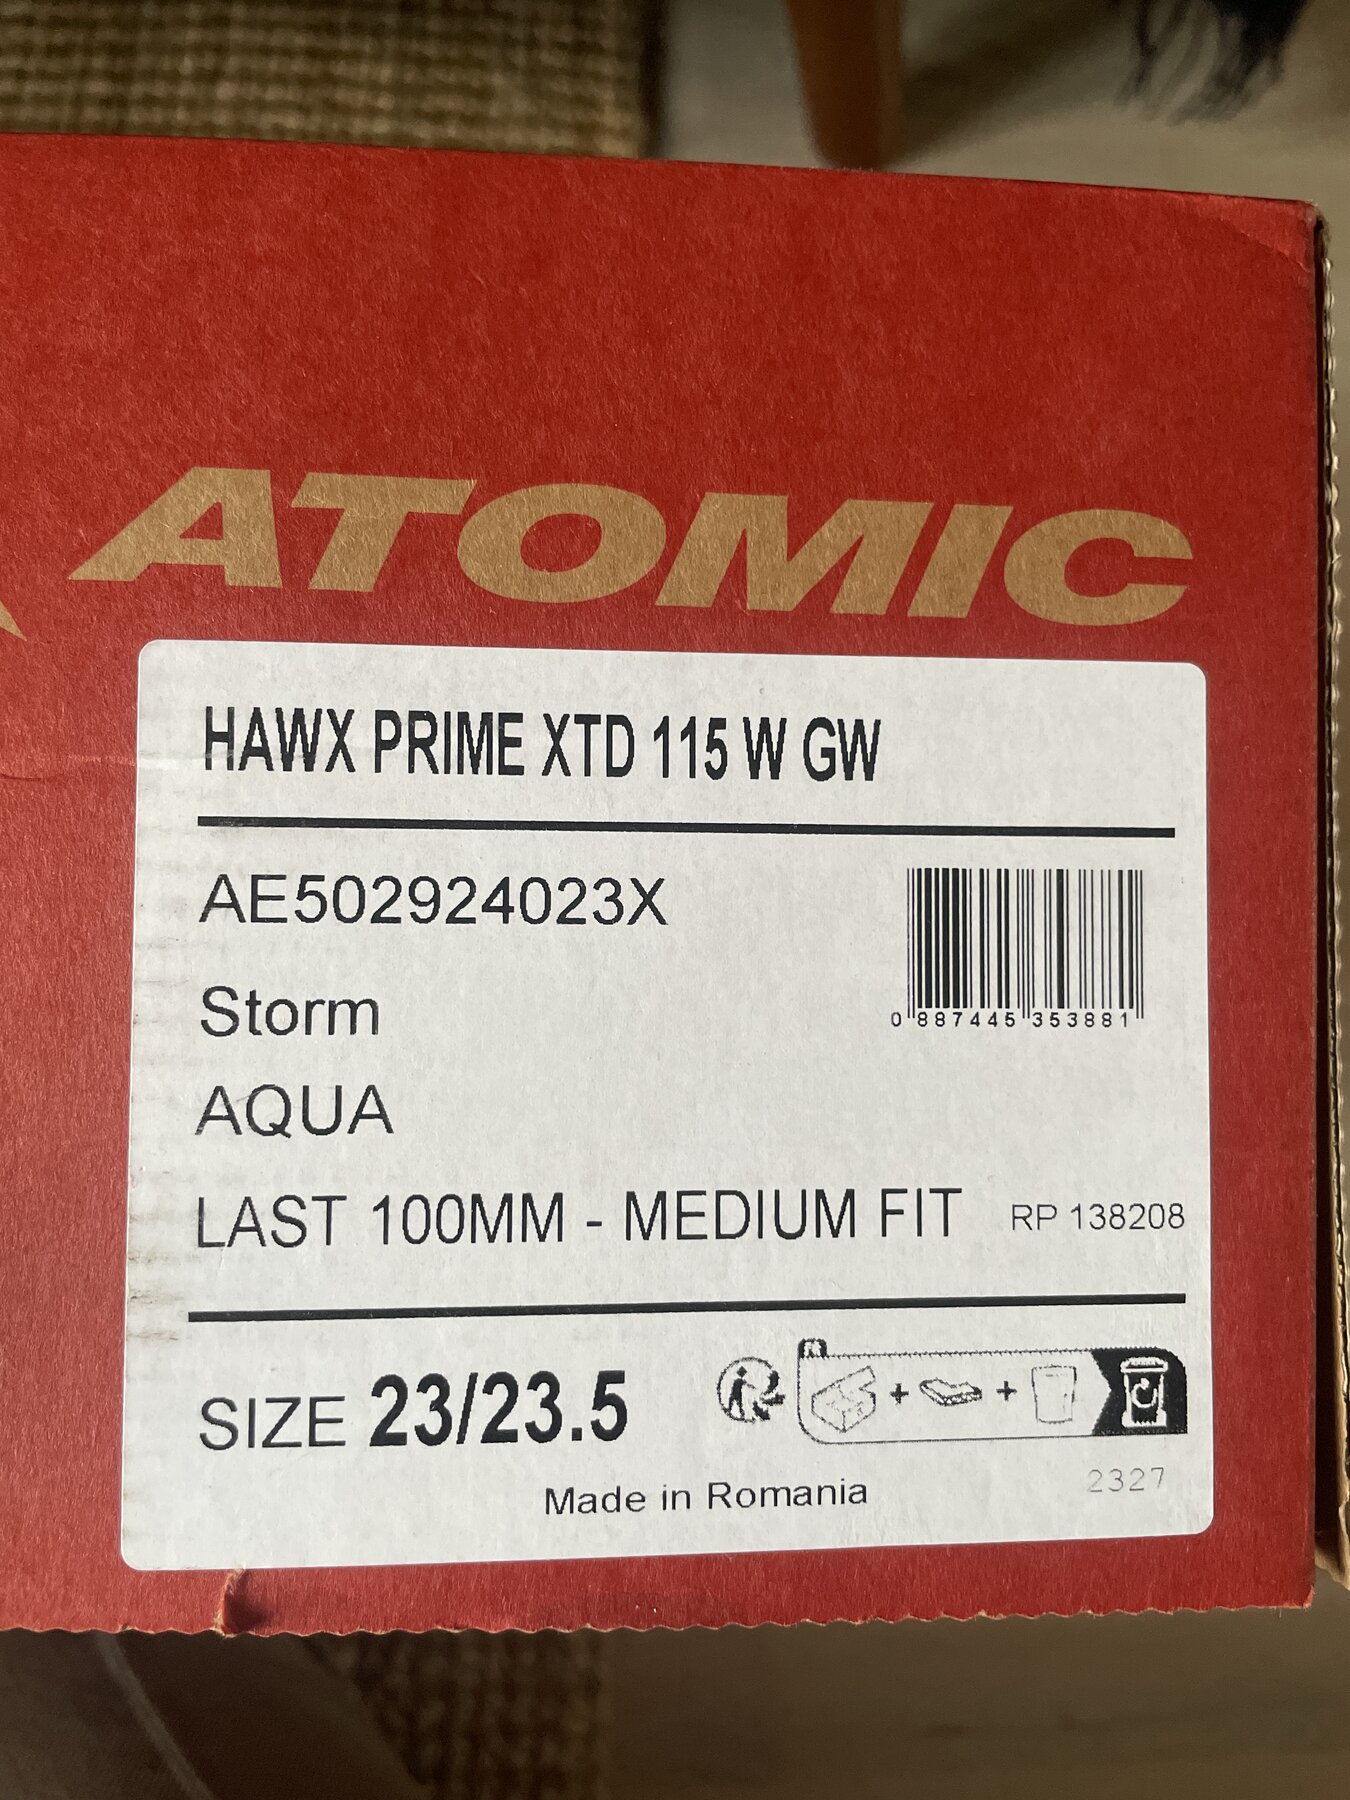 ATOMIC
HAWX PRIME XTD 115 W GW
AE502924023X
0 887445 353881
Storm
AQUA
LAST 100MM - MEDIUM FIT RP 138208
SIZE 23/23.5
+ +
Made in Romania
2327